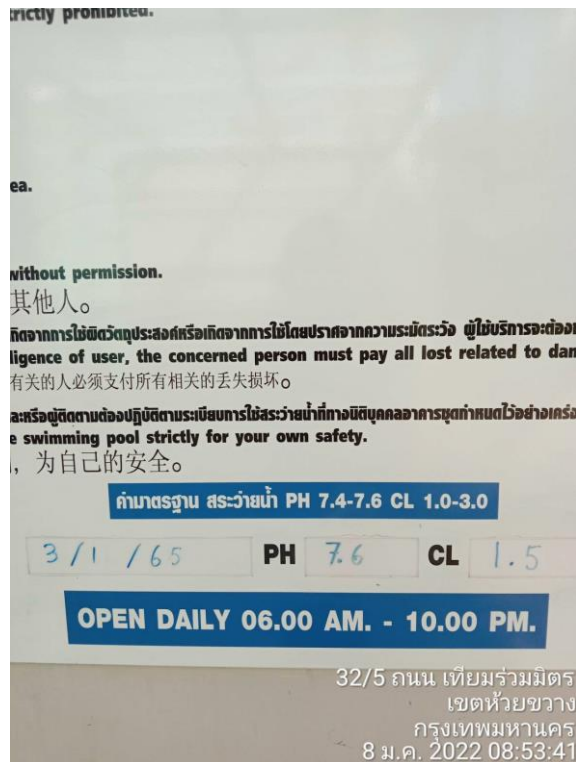 trictly prohibited.
ea.
without permission.
其他人。
กิดจากการใช้ผิดวัตถุประสงค์หรือเกิดจากการใช้โดยปราศจากความระมัดระวัง ผู้ใช้บริการจะต้อง
ligence of user, the concerned person must pay all lost related to dan
有关的人必须支付所有相关的丢失损坏。
ละหรือผู้ติดตามต้องปฏิบัติตามระเบียบการใช้สระว่ายน้ำที่ทางนิติบุคคลอาคารชุดกำหนดไว้อย่างเคร่ง
e swimming pool strictly for your own safety.
, 为自己的安全。
ค่ามาตรฐาน สระว่ายน้ำ PH 7.4-7.6 CL 1.0-3.0
3/1/65 PH 7.6 CL 1.5
OPEN DAILY 06.00 AM. - 10.00 PM.
32/5 ถนน เทียมร่วมมิตร
เขตห้วยขวาง
กรุงเทพมหานคร
8 ม.ค. 2022 08:53:41